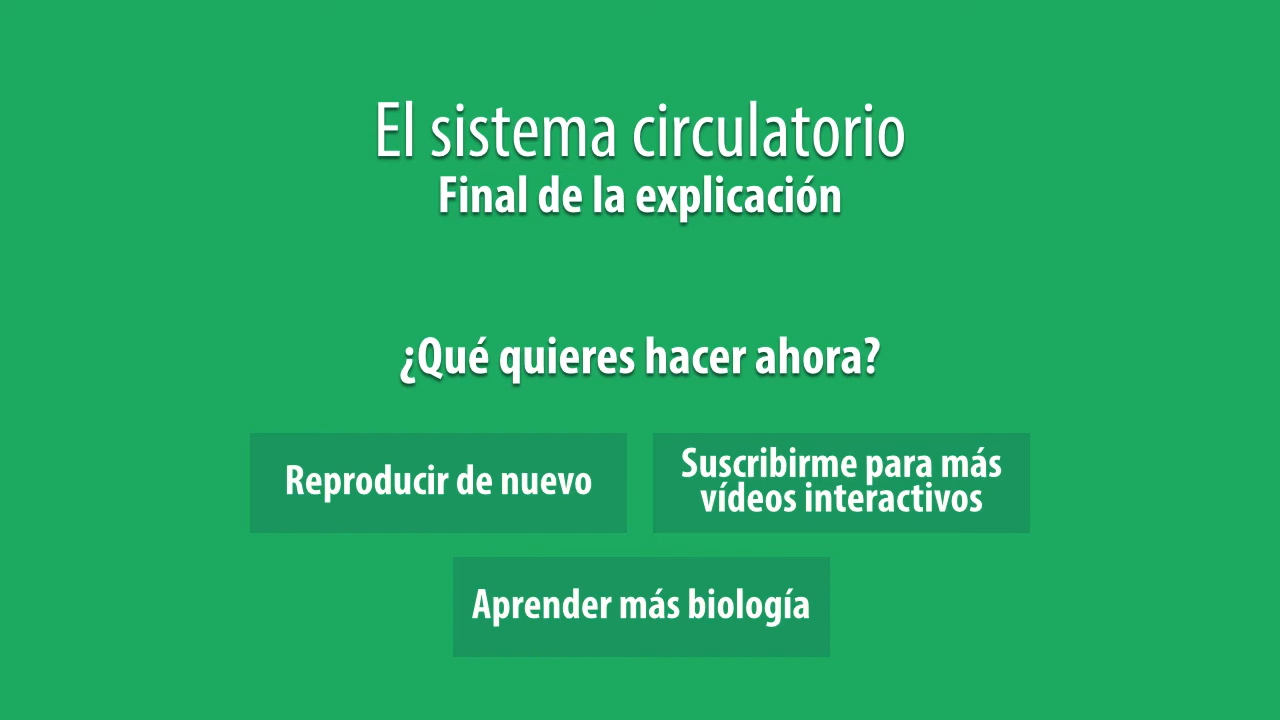 El sistema circulatorio
Final de la explicación
¿Qué quieres hacer ahora?
Reproducir de nuevo
Suscribirme para más
vídeos interactivos
Aprender más biología